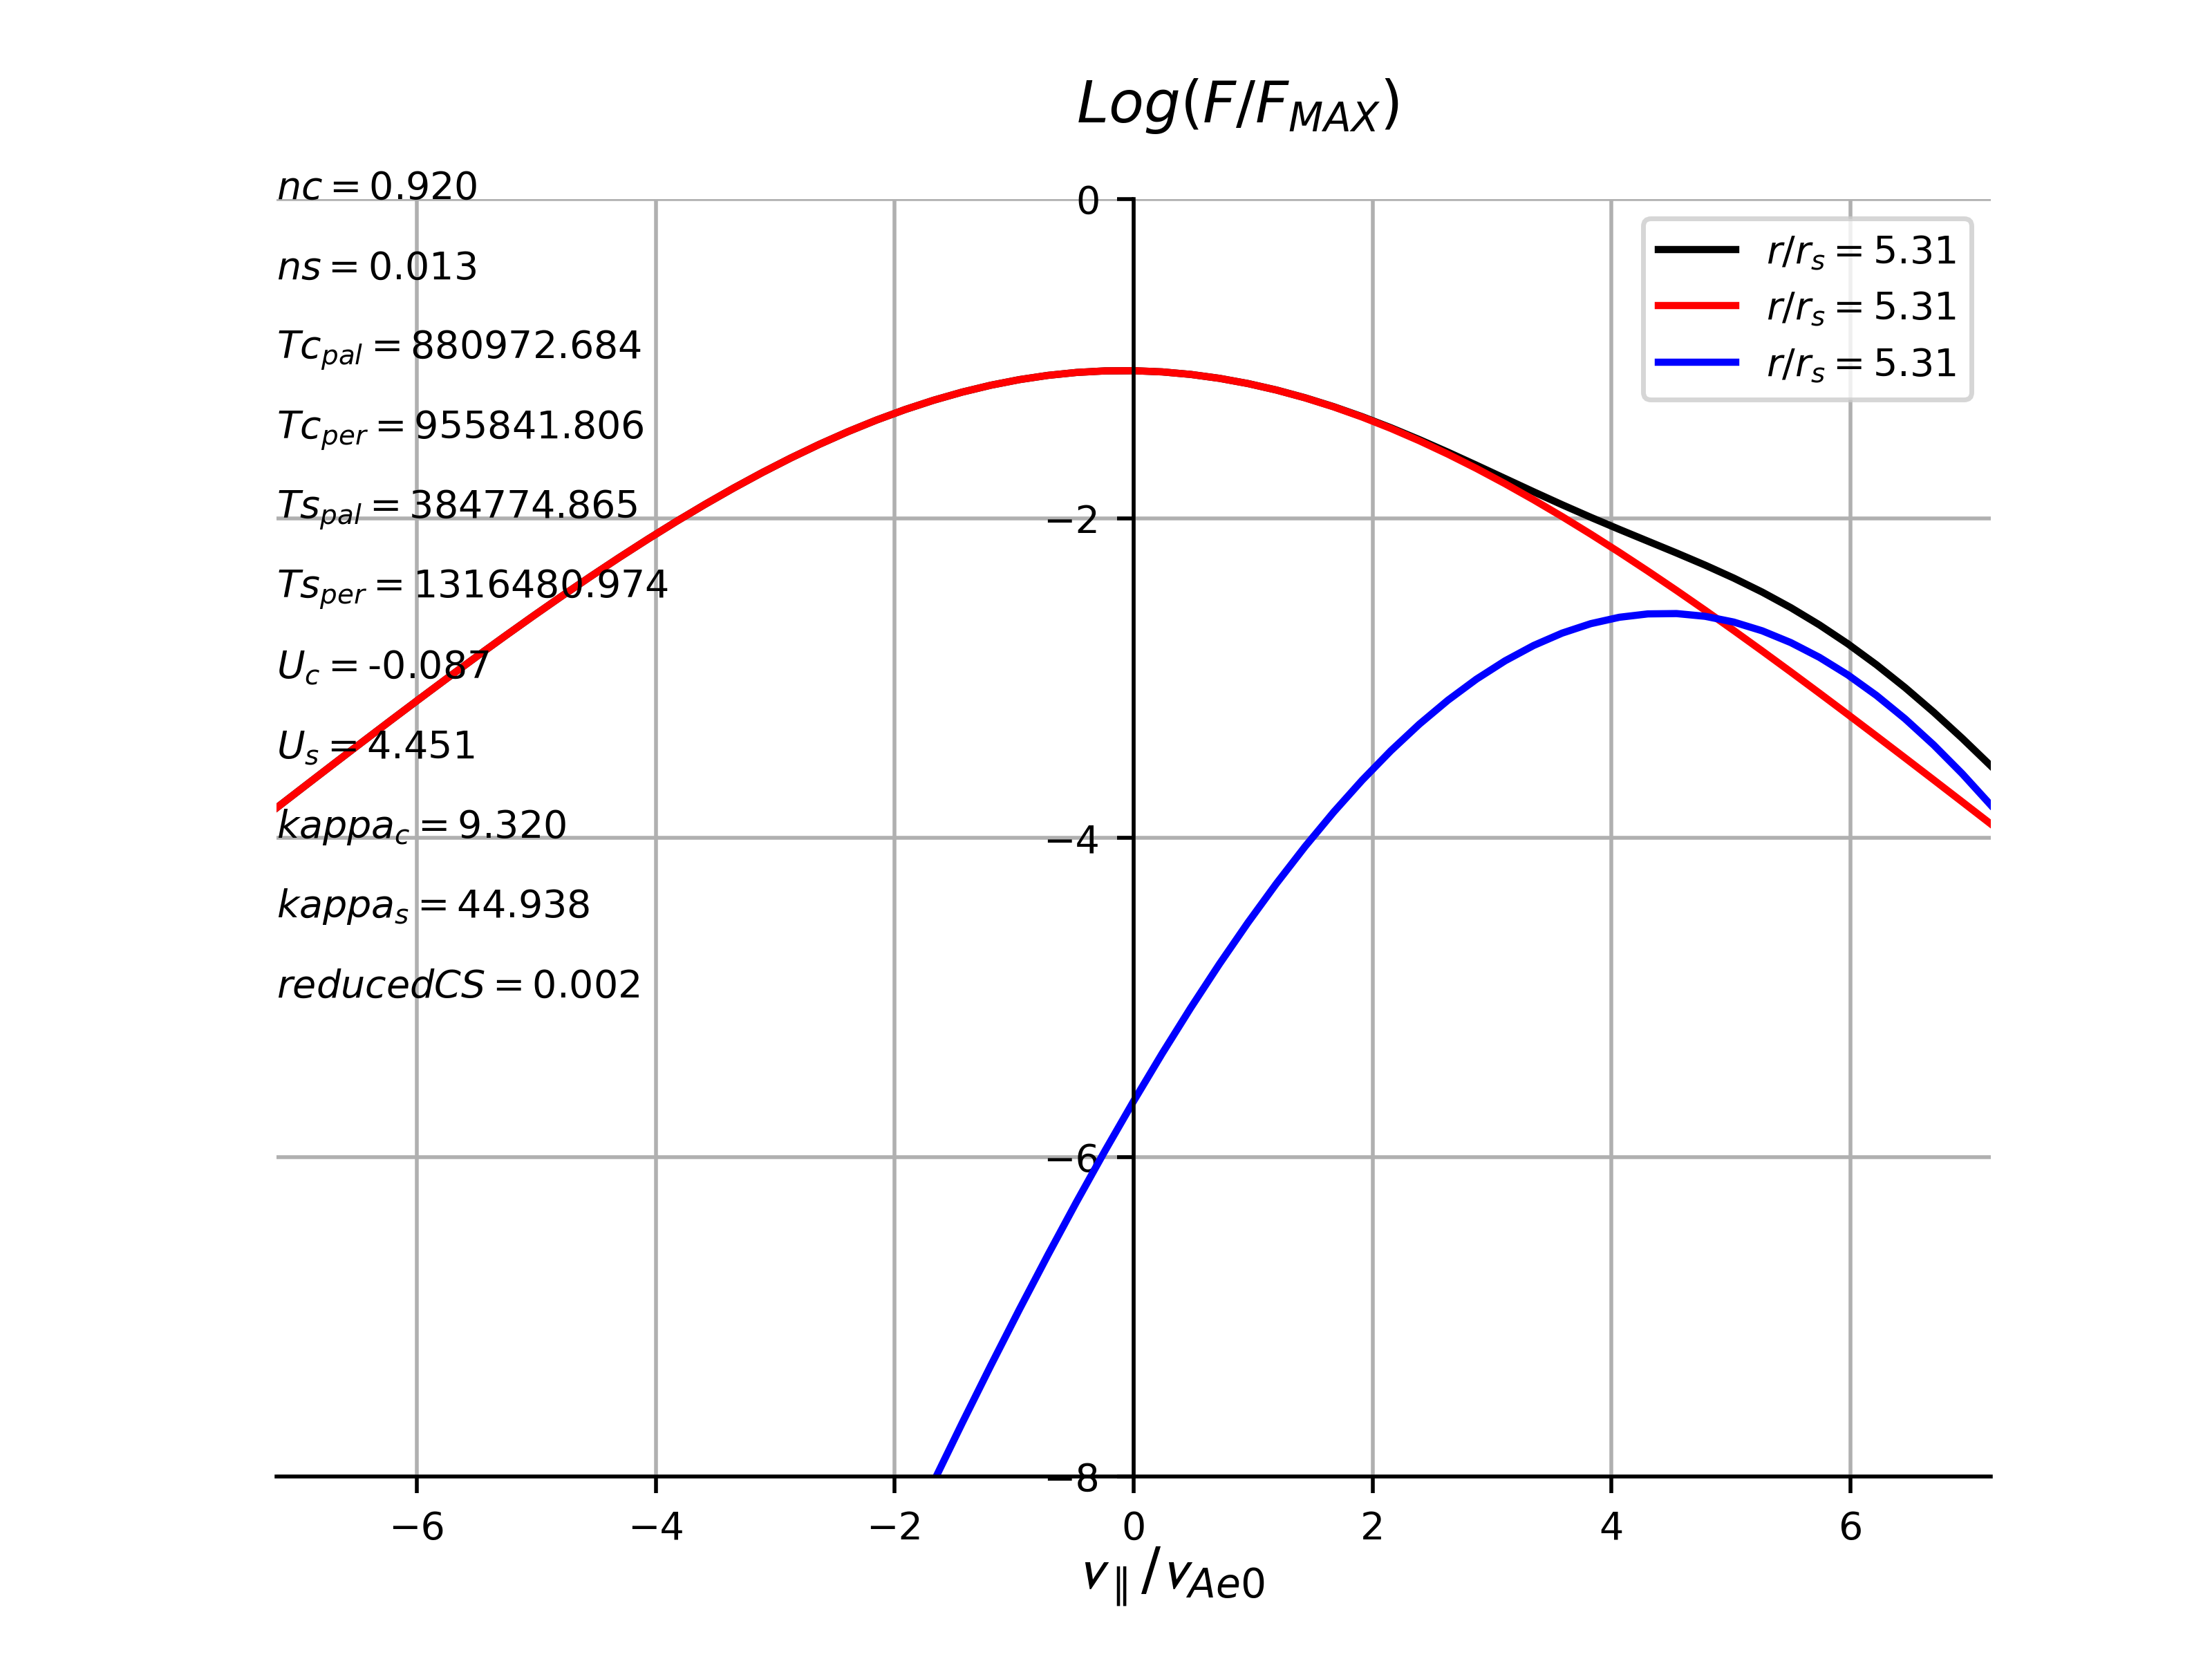 Log(F/F_MAX)
nc = 0.920
ns = 0.013
Tc_pal = 880972.684
Tc_per = 955841.806
Ts_pal = 384774.865
Ts_per = 1316480.974
U_c = -0.087
U_s = 4.451
kappa_c = 9.320
kappa_s = 44.938
reducedCS = 0.002
0
−2
−4
−6
−8
r/r_s = 5.31
r/r_s = 5.31
r/r_s = 5.31
−6 −4 −2 0 2 4 6
v_∥/v_Ae0